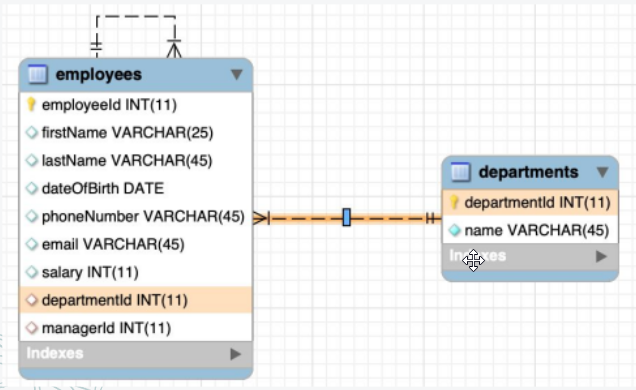 employees
employeeId INT(11)
firstName VARCHAR(25)
lastName VARCHAR(45)
dateOfBirth DATE
phoneNumber VARCHAR(45)
email VARCHAR(45)
salary INT(11)
departmentId INT(11)
managerId INT(11)
Indexes
departments
departmentId INT(11)
name VARCHAR(45)
Indexes